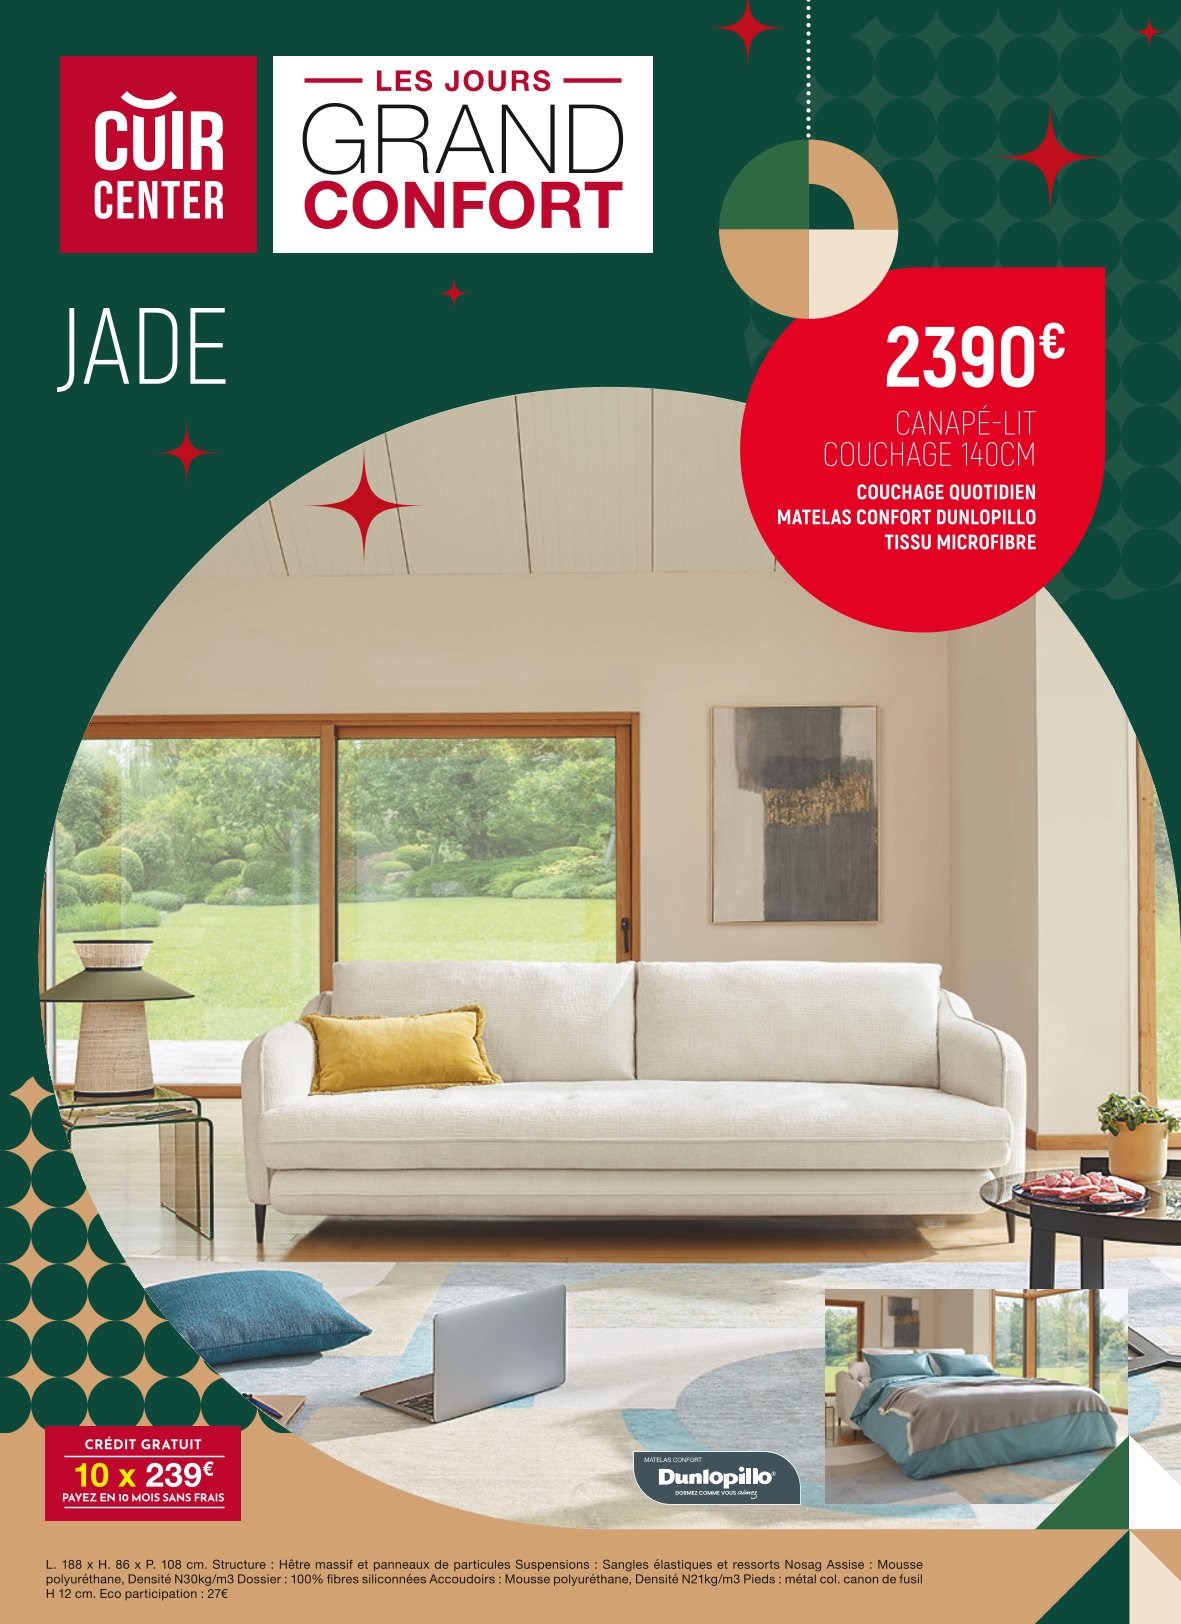 CUIR
CENTER
LES JOURS
GRAND
CONFORT
JADE
2390€
CANAPÉ-LIT
COUCHAGE 140CM
COUCHAGE QUOTIDIEN
MATELAS CONFORT DUNLOPILLO
TISSU MICROFIBRE
CRÉDIT GRATUIT
10 x 239€
PAYEZ EN 10 MOIS SANS FRAIS
MATELAS CONFORT
Dunlopillo®
DORMEZ COMME VOUS aimez
L. 188 x H. 86 x P. 108 cm. Structure : Hêtre massif et panneaux de particules Suspensions : Sangles élastiques et ressorts Nosag Assise : Mousse
polyuréthane, Densité N30kg/m3 Dossier : 100% fibres siliconnées Accoudoirs : Mousse polyuréthane, Densité N21kg/m3 Pieds : métal col. canon de fusil
H 12 cm. Eco participation : 27€